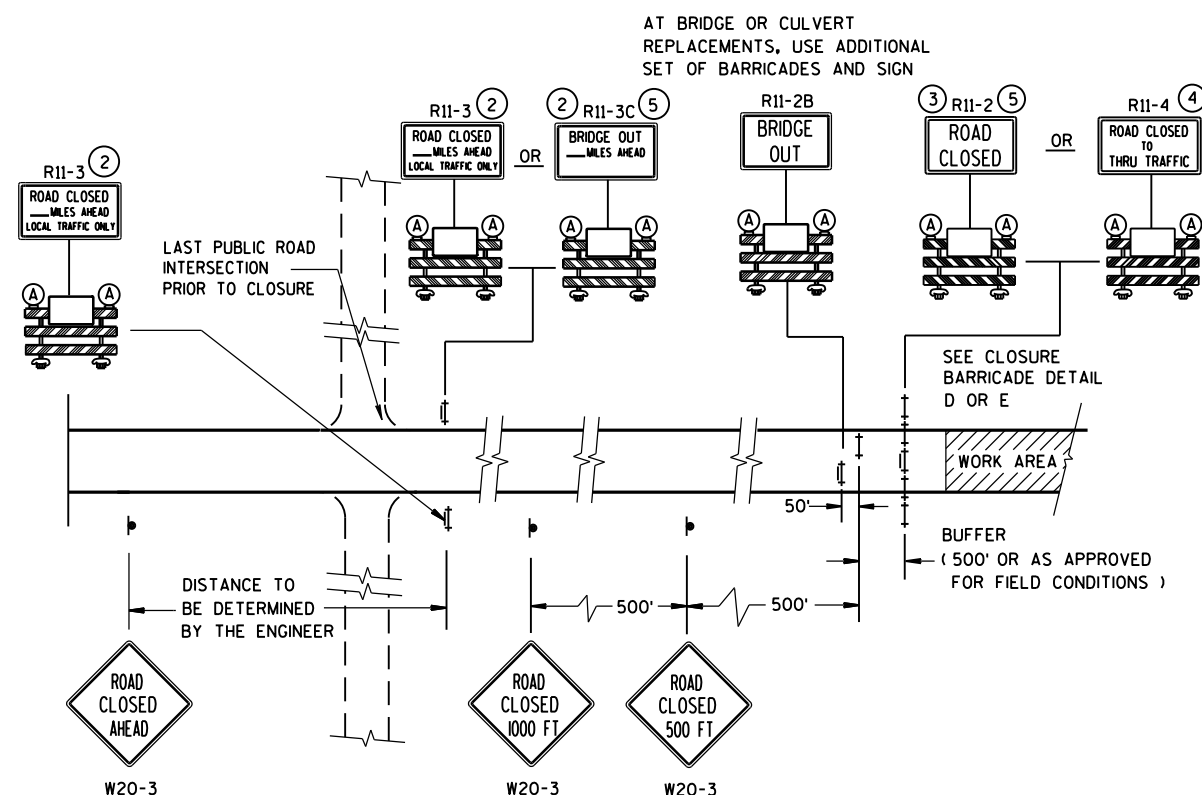 AT BRIDGE OR CULVERT
REPLACEMENTS, USE ADDITIONAL
SET OF BARRICADES AND SIGN
R11-3 2
ROAD CLOSED
MILES AHEAD
LOCAL TRAFFIC ONLY
A A
LAST PUBLIC ROAD
INTERSECTION
PRIOR TO CLOSURE
R11-3 2
ROAD CLOSED
MILES AHEAD
LOCAL TRAFFIC ONLY
A A
OR
2 R11-3C 5
BRIDGE OUT
MILES AHEAD
A A
R11-2B
BRIDGE
OUT
A A
3 R11-2 5
ROAD
CLOSED
A A
OR
R11-4 4
ROAD CLOSED
TO
THRU TRAFFIC
A A
SEE CLOSURE
BARRICADE DETAIL
D OR E
WORK AREA
50'
BUFFER
( 500' OR AS APPROVED
FOR FIELD CONDITIONS )
DISTANCE TO
BE DETERMINED
BY THE ENGINEER
500'
500'
ROAD
CLOSED
AHEAD
W20-3
ROAD
CLOSED
1000 FT
W20-3
ROAD
CLOSED
500 FT
W20-3